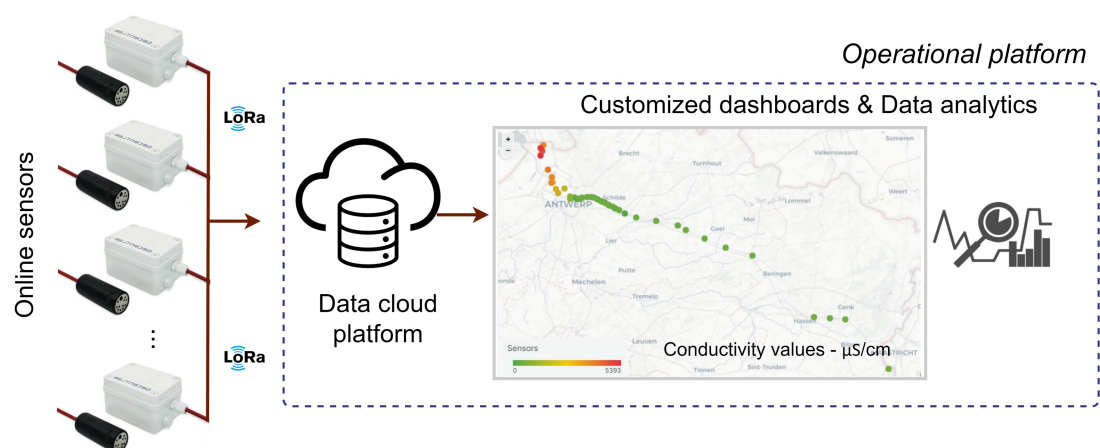 Operational platform
Customized dashboards & Data analytics
Online sensors
LoRa
LoRa
Data cloud
platform
+
−
Someren
Brecht
Valkenswaard
Turnhout
Weert
Schilde
ANTWERP
Lommel
Mol
Geel
Lier
Putte
Beringen
onde
Mechelen
Tremelo
Genk
Hassel
Leuven
Sensors
0
5393
Conductivity values - µS/cm
Tienen
Sint-Truiden